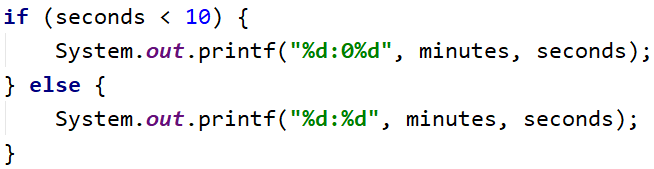 if (seconds < 10) {
    System.out.printf("%d:0%d", minutes, seconds);
} else {
    System.out.printf("%d:%d", minutes, seconds);
}